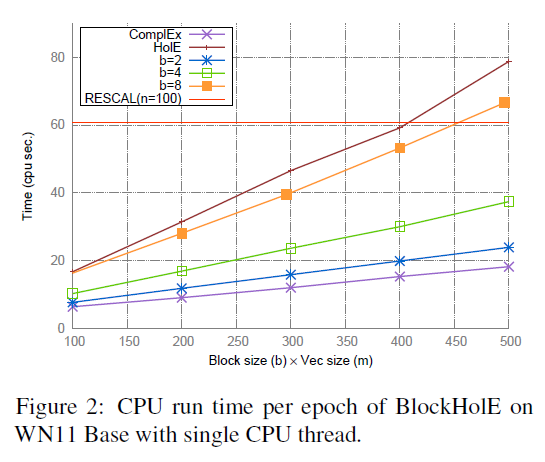 ComplEx
HolE
b=2
b=4
b=8
RESCAL(n=100)
80
60
40
20
0
Time (cpu sec.)
100 150 200 250 300 350 400 450 500
Block size (b) × Vec size (m)
Figure 2: CPU run time per epoch of BlockHolE on
WN11 Base with single CPU thread.